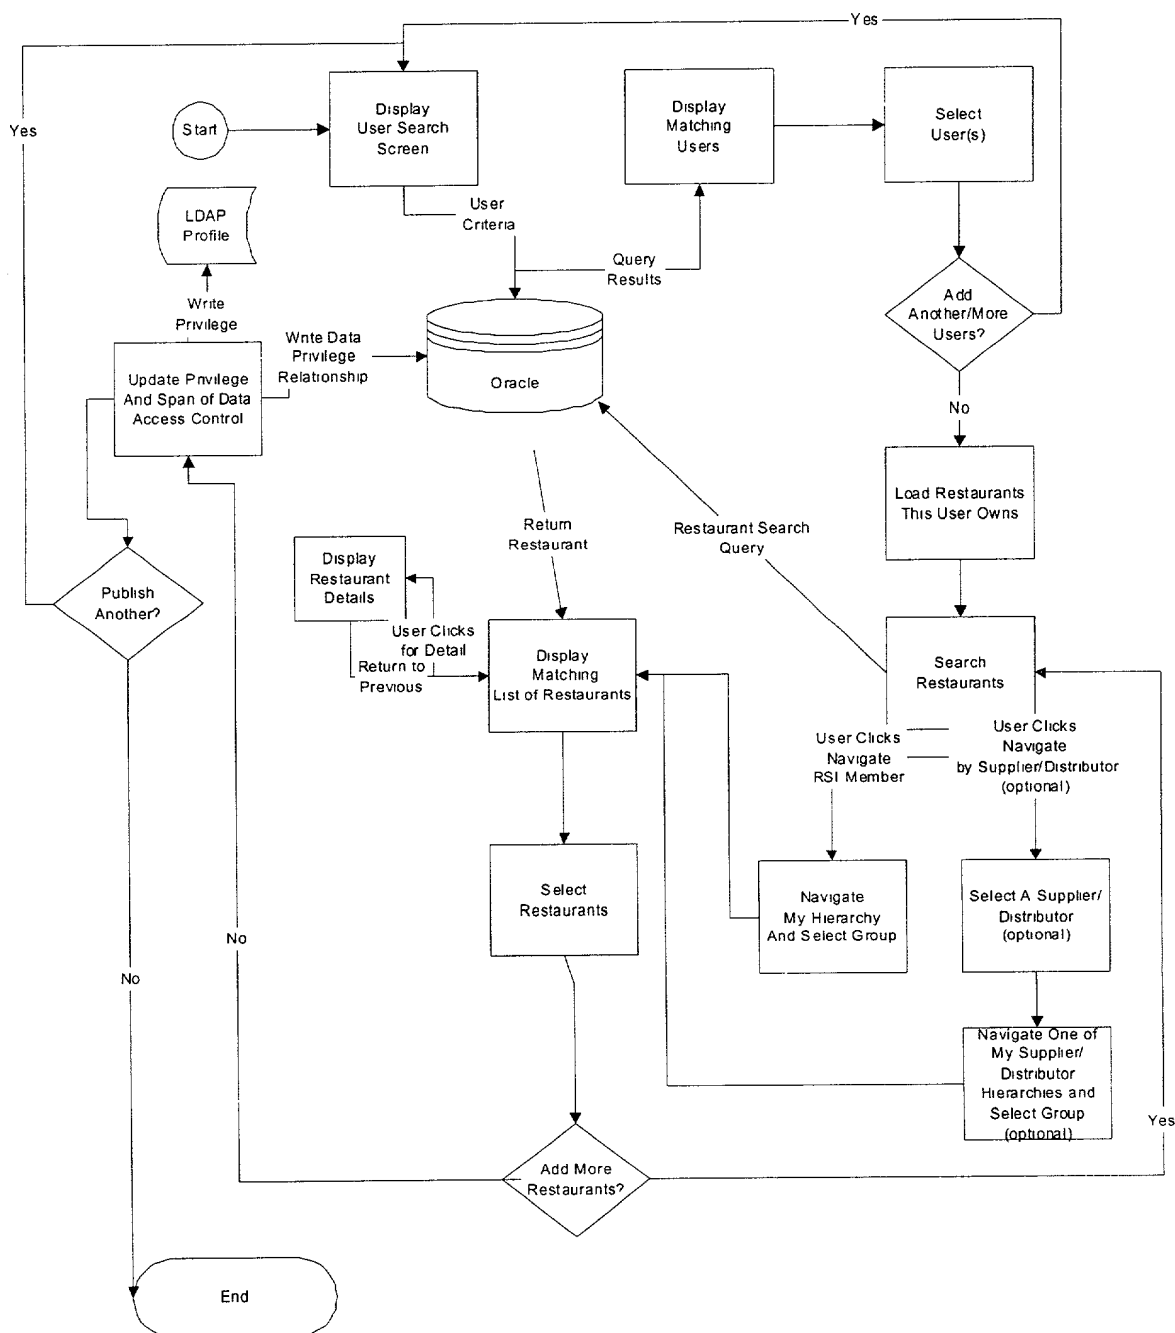 Yes
Yes
Start
Display
User Search
Screen
Display
Matching
Users
Select
User(s)
LDAP
Profile
User
Criteria
Query
Results
Write
Privilege
Write Data
Privilege
Relationship
Oracle
Add
Another/More
Users?
Update Privilege
And Span of Data
Access Control
No
Load Restaurants
This User Owns
Return
Restaurant
Restaurant Search
Query
Display
Restaurant
Details
Publish
Another?
User Clicks
for Detail
Return to
Previous
Display
Matching
List of Restaurants
Search
Restaurants
User Clicks
Navigate
RSI Member
User Clicks
Navigate
by Supplier/Distributor
(optional)
Select
Restaurants
Navigate
My Hierarchy
And Select Group
Select A Supplier/
Distributor
(optional)
No
No
Navigate One of
My Supplier/
Distributor
Hierarchies and
Select Group
(optional)
Yes
Add More
Restaurants?
End